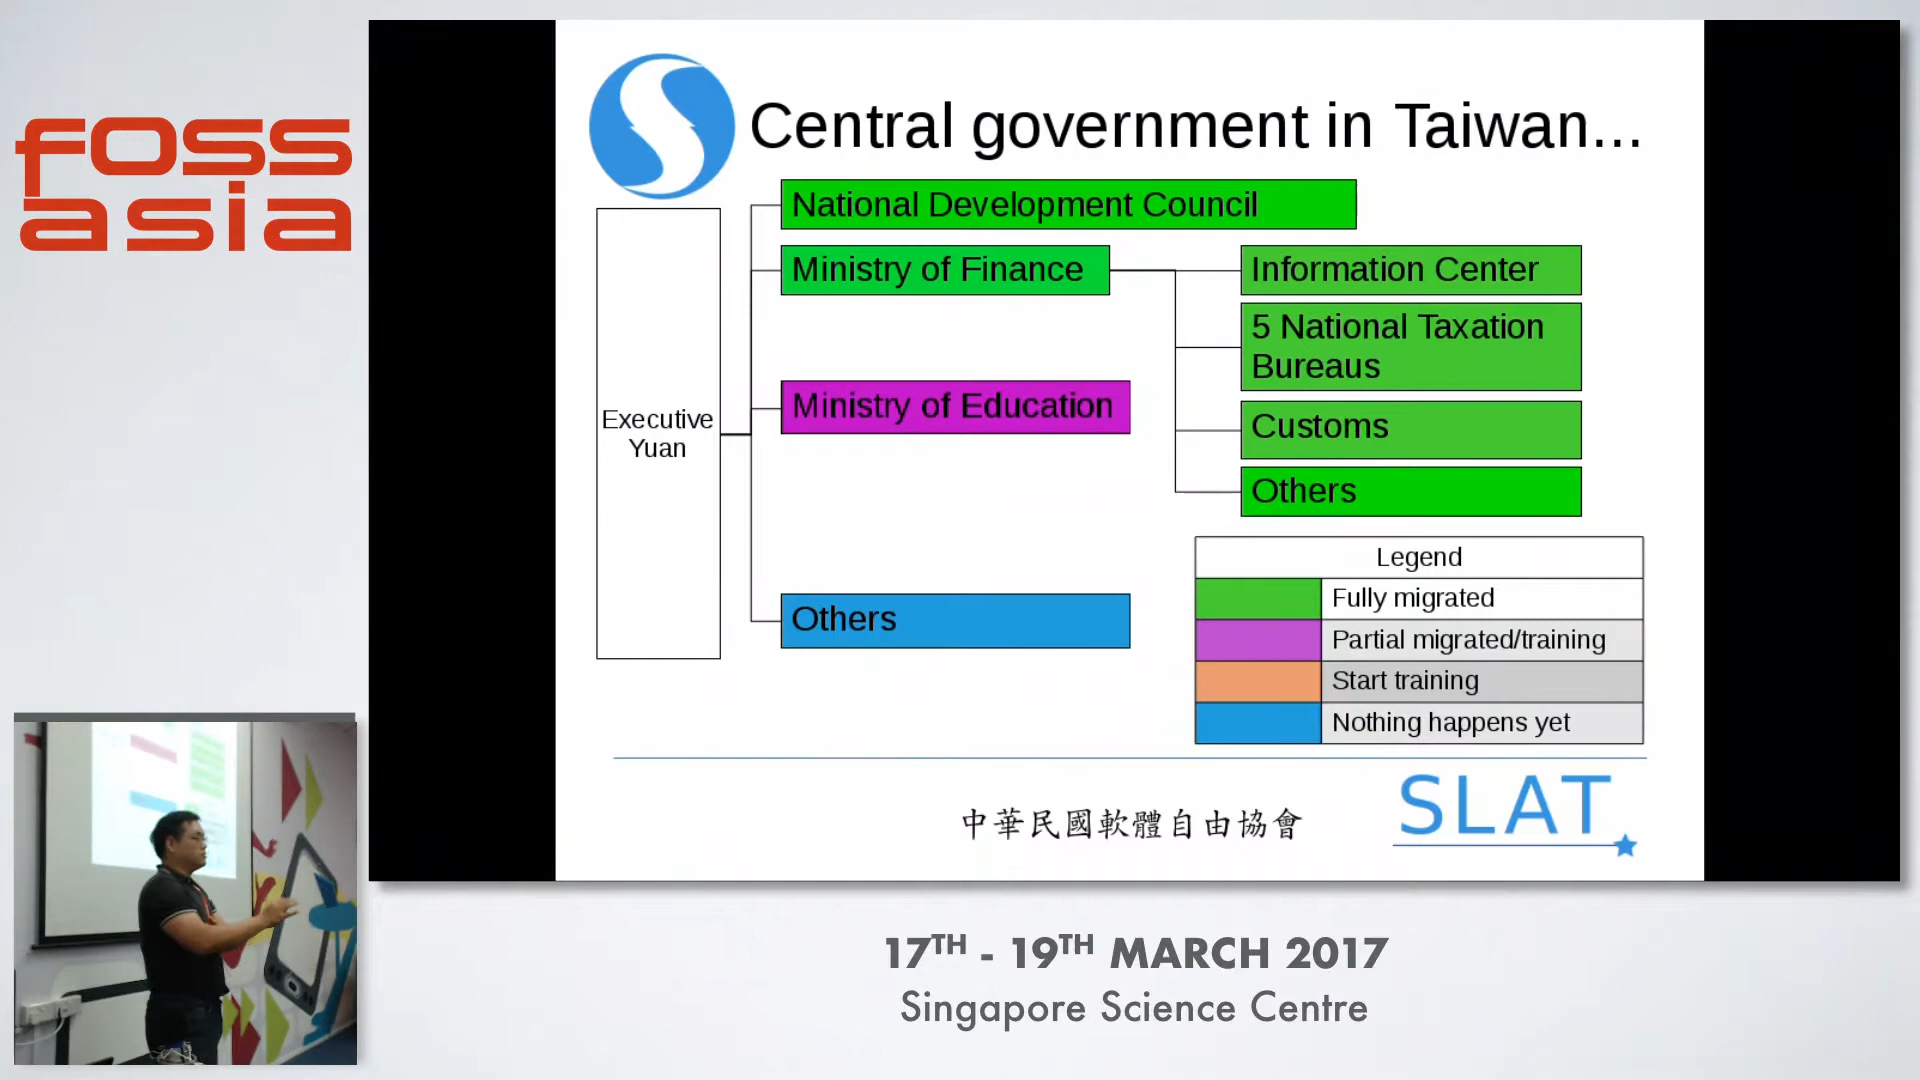 foss
asia
Central government in Taiwan...
National Development Council
Ministry of Finance
Information Center
5 National Taxation
Bureaus
Ministry of Education
Customs
Executive
Yuan
Others
Others
Legend
Fully migrated
Partial migrated/training
Start training
Nothing happens yet
中華民國軟體自由協會
SLAT
17TH - 19TH MARCH 2017
Singapore Science Centre